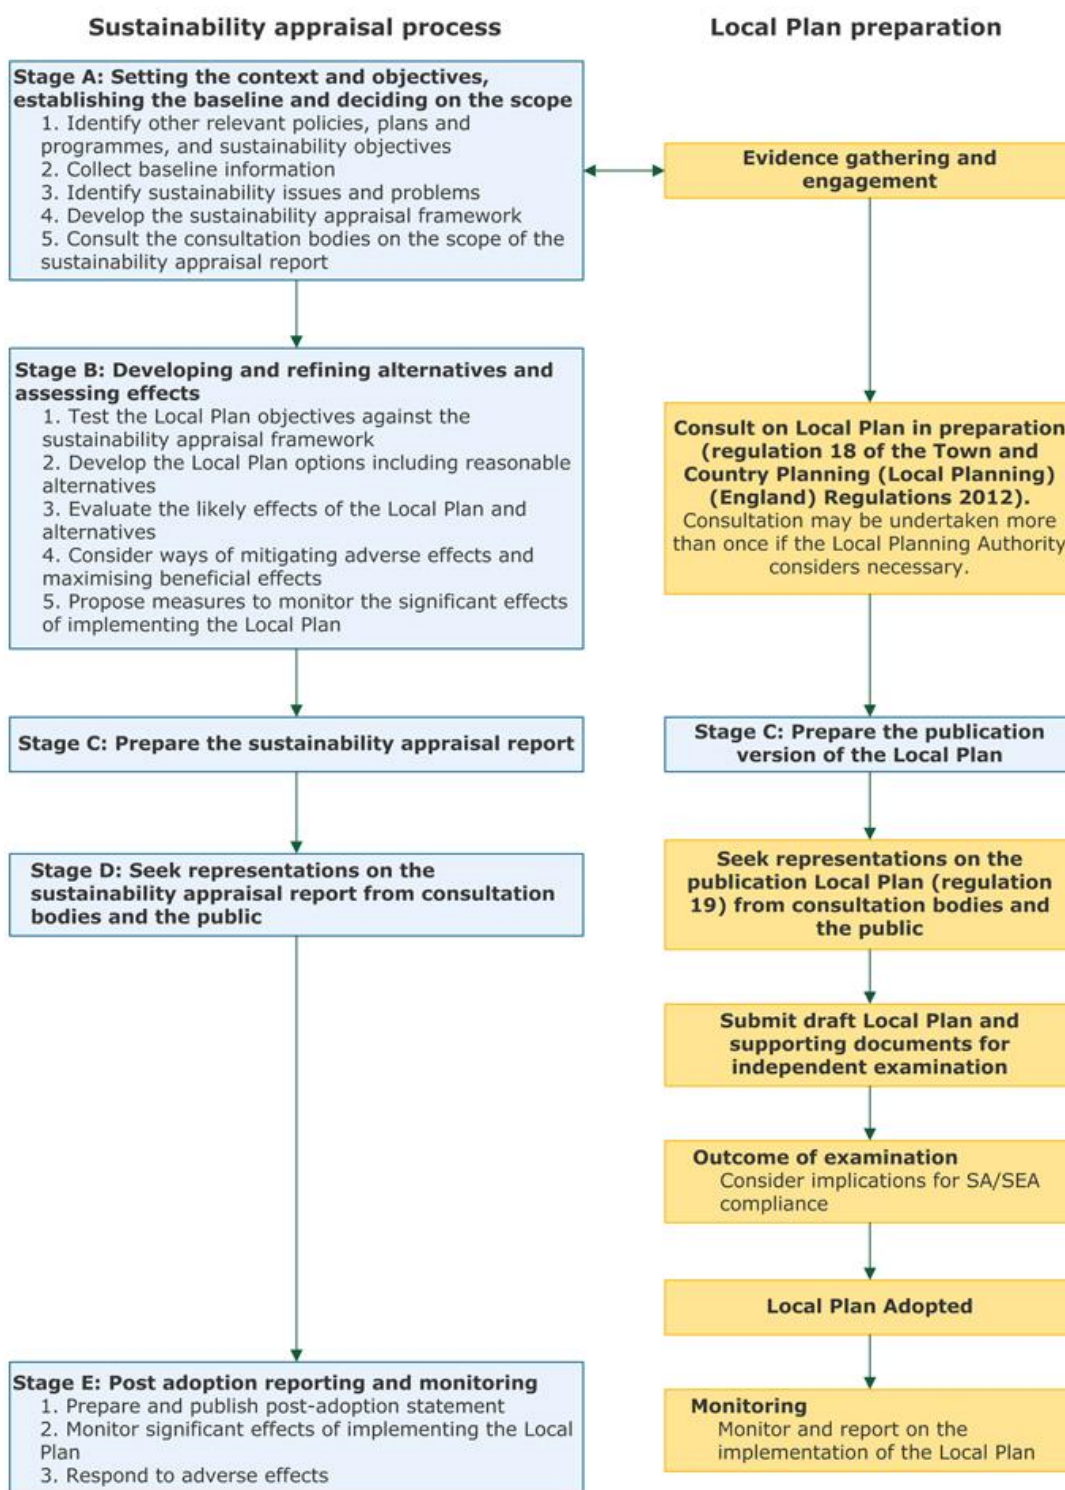 Sustainability appraisal process
Local Plan preparation
Stage A: Setting the context and objectives,
establishing the baseline and deciding on the scope
1. Identify other relevant policies, plans and
programmes, and sustainability objectives
2. Collect baseline information
3. Identify sustainability issues and problems
4. Develop the sustainability appraisal framework
5. Consult the consultation bodies on the scope of the
sustainability appraisal report
Evidence gathering and
engagement
Stage B: Developing and refining alternatives and
assessing effects
1. Test the Local Plan objectives against the
sustainability appraisal framework
2. Develop the Local Plan options including reasonable
alternatives
3. Evaluate the likely effects of the Local Plan and
alternatives
4. Consider ways of mitigating adverse effects and
maximising beneficial effects
5. Propose measures to monitor the significant effects
of implementing the Local Plan
Consult on Local Plan in preparation
(regulation 18 of the Town and
Country Planning (Local Planning)
(England) Regulations 2012).
Consultation may be undertaken more
than once if the Local Planning Authority
considers necessary.
Stage C: Prepare the sustainability appraisal report
Stage C: Prepare the publication
version of the Local Plan
Stage D: Seek representations on the
sustainability appraisal report from consultation
bodies and the public
Seek representations on the
publication Local Plan (regulation
19) from consultation bodies and
the public
Submit draft Local Plan and
supporting documents for
independent examination
Outcome of examination
Consider implications for SA/SEA
compliance
Local Plan Adopted
Stage E: Post adoption reporting and monitoring
1. Prepare and publish post-adoption statement
2. Monitor significant effects of implementing the Local
Plan
3. Respond to adverse effects
Monitoring
Monitor and report on the
implementation of the Local Plan